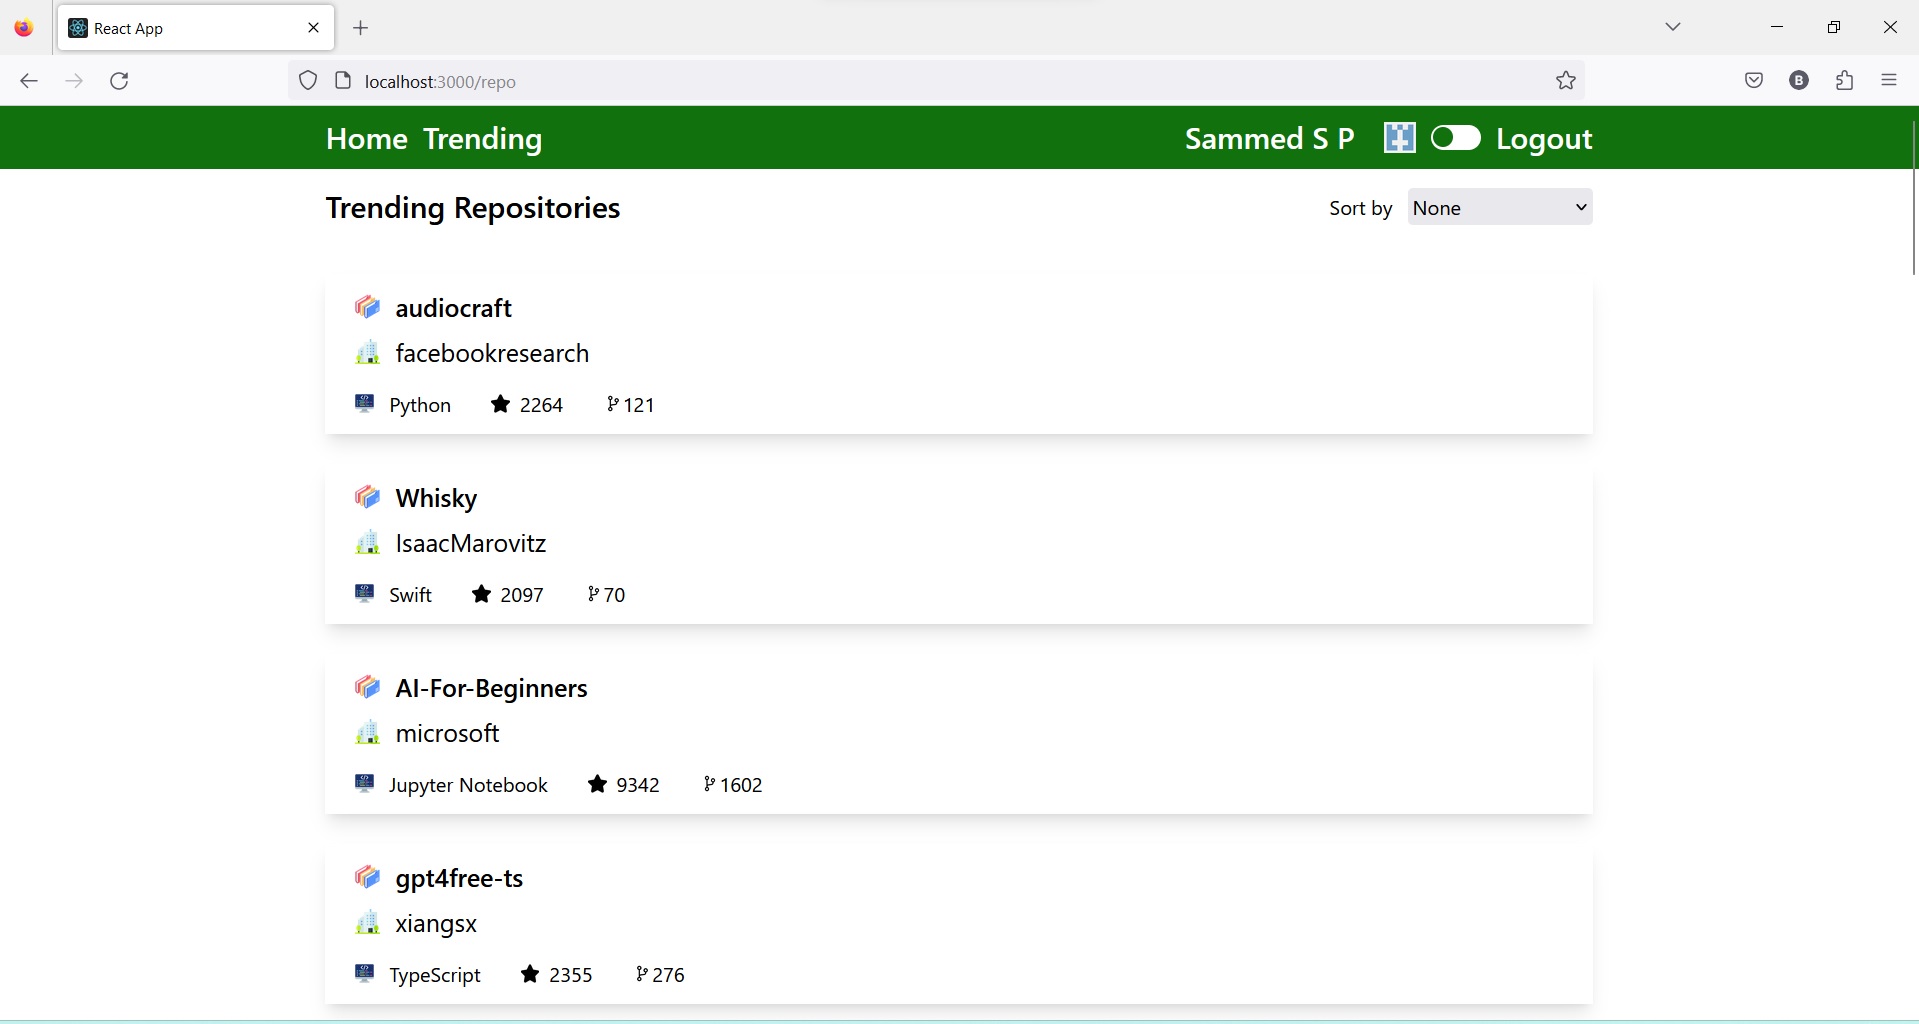 React App
localhost:3000/repo
B
Home Trending Sammed S P Logout
Trending Repositories Sort by None
audiocraft
facebookresearch
Python 2264 121
Whisky
IsaacMarovitz
Swift 2097 70
AI-For-Beginners
microsoft
Jupyter Notebook 9342 1602
gpt4free-ts
xiangsx
TypeScript 2355 276